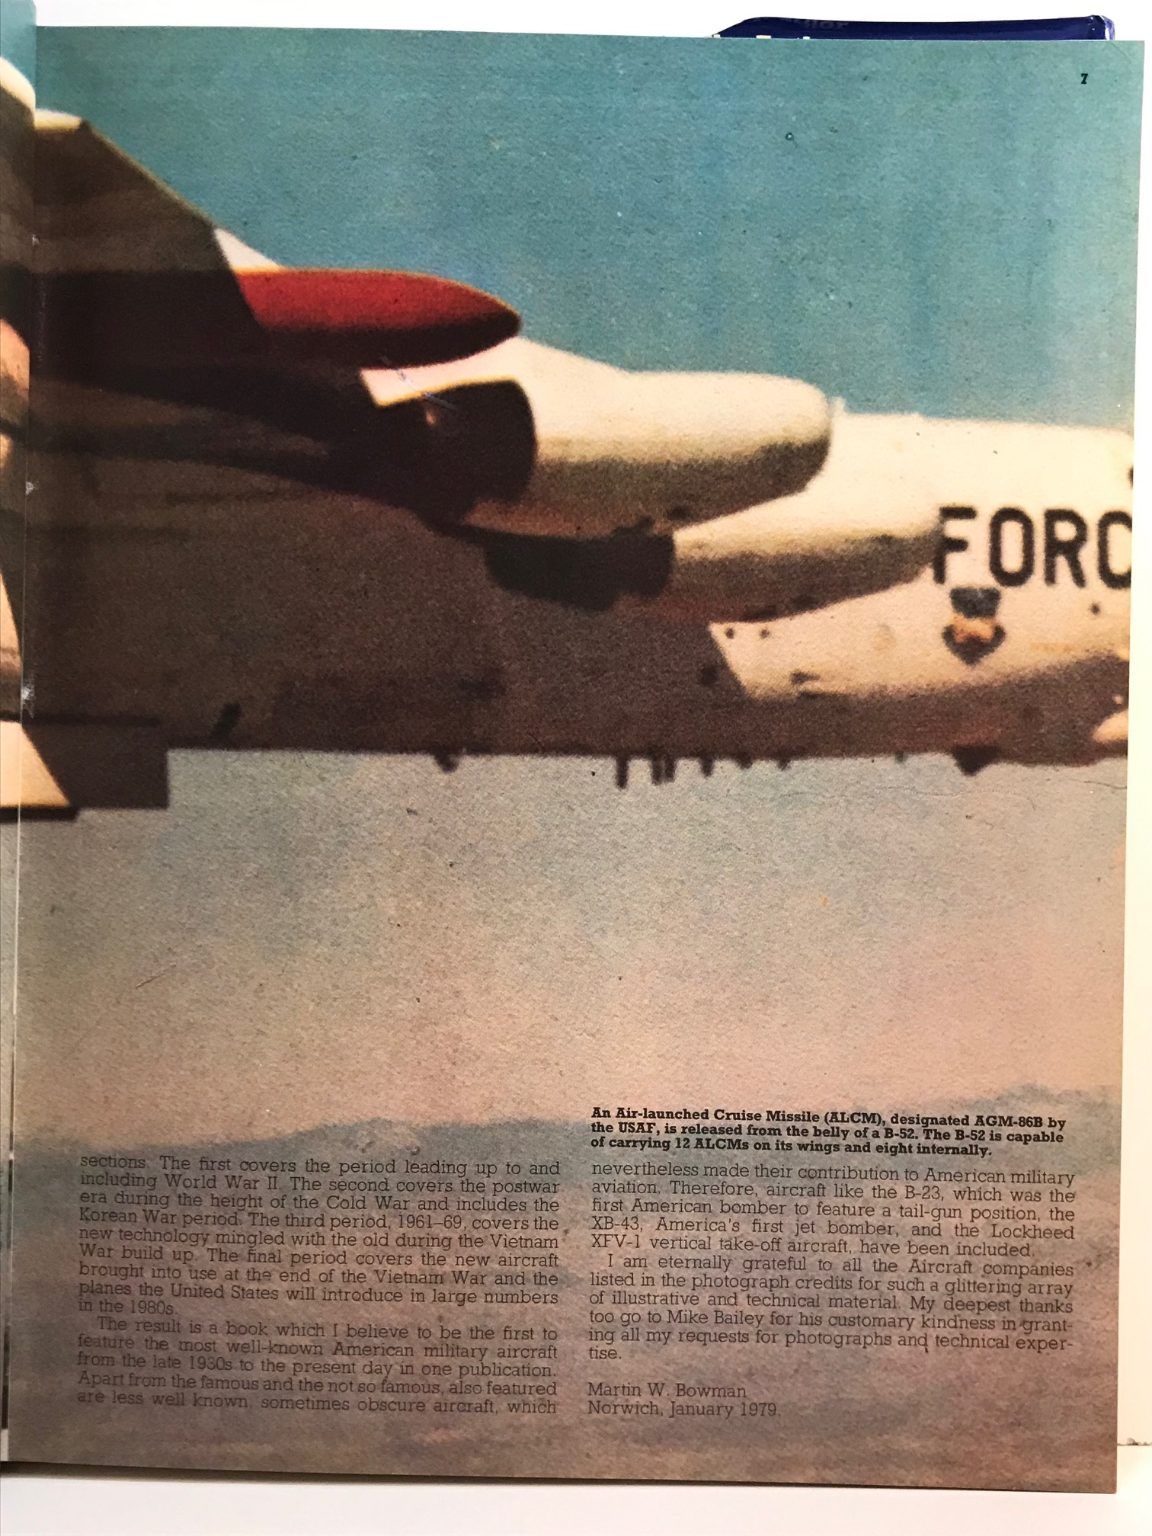 7
FORC
An Air-launched Cruise Missile (ALCM), designated AGM-86B by
the USAF, is released from the belly of a B-52. The B-52 is capable
of carrying 12 ALCMs on its wings and eight internally.
sections. The first covers the period leading up to and
including World War II. The second covers the postwar
era during the height of the Cold War and includes the
Korean War period. The third period, 1961–69, covers the
new technology mingled with the old during the Vietnam
War build up. The final period covers the new aircraft
brought into use at the end of the Vietnam War and the
planes the United States will introduce in large numbers
in the 1980s.
The result is a book which I believe to be the first to
feature the most well-known American military aircraft
from the late 1930s to the present day in one publication.
Apart from the famous and the not so famous, also featured
are less well known, sometimes obscure aircraft, which
nevertheless made their contribution to American military
aviation. Therefore, aircraft like the B-23, which was the
first American bomber to feature a tail-gun position, the
XB-43, America's first jet bomber, and the Lockheed
XFV-1 vertical take-off aircraft, have been included.
I am eternally grateful to all the Aircraft companies
listed in the photograph credits for such a glittering array
of illustrative and technical material. My deepest thanks
too go to Mike Bailey for his customary kindness in grant-
ing all my requests for photographs and technical exper-
tise.
Martin W. Bowman
Norwich, January 1979.